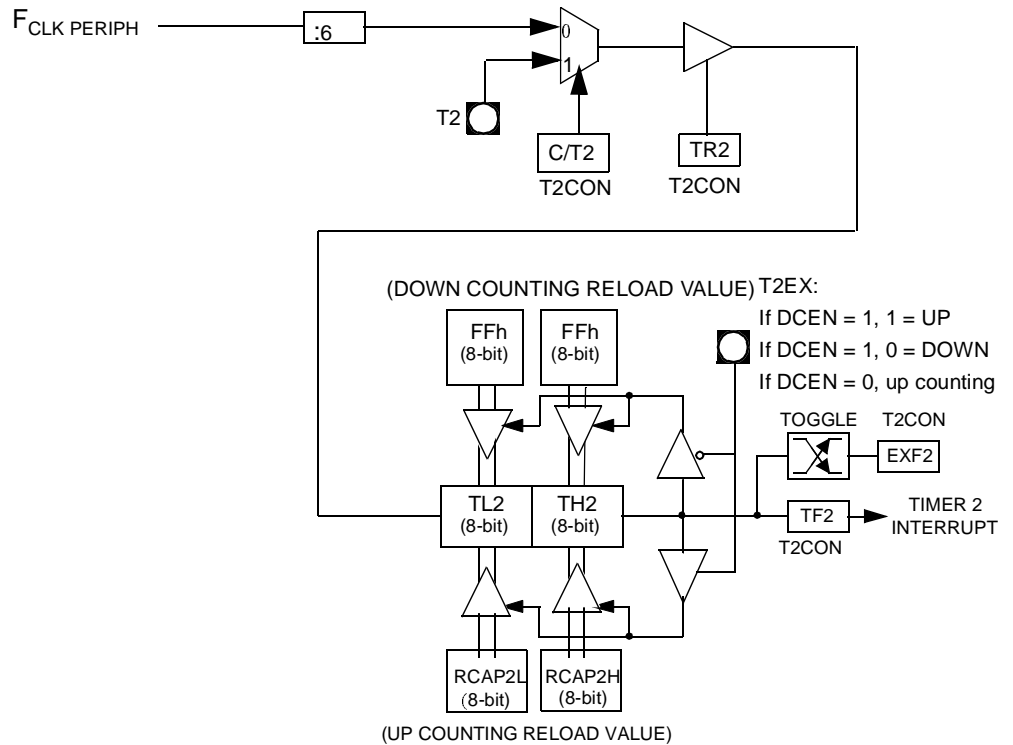 FCLK PERIPH
:6
0
1
T2
C/T2
TR2
T2CON
T2CON
(DOWN COUNTING RELOAD VALUE)
T2EX:
If DCEN = 1, 1 = UP
If DCEN = 1, 0 = DOWN
If DCEN = 0, up counting
FFh
(8-bit)
FFh
(8-bit)
TOGGLE
T2CON
EXF2
TL2
(8-bit)
TH2
(8-bit)
TF2
T2CON
TIMER 2
INTERRUPT
RCAP2L
(8-bit)
RCAP2H
(8-bit)
(UP COUNTING RELOAD VALUE)